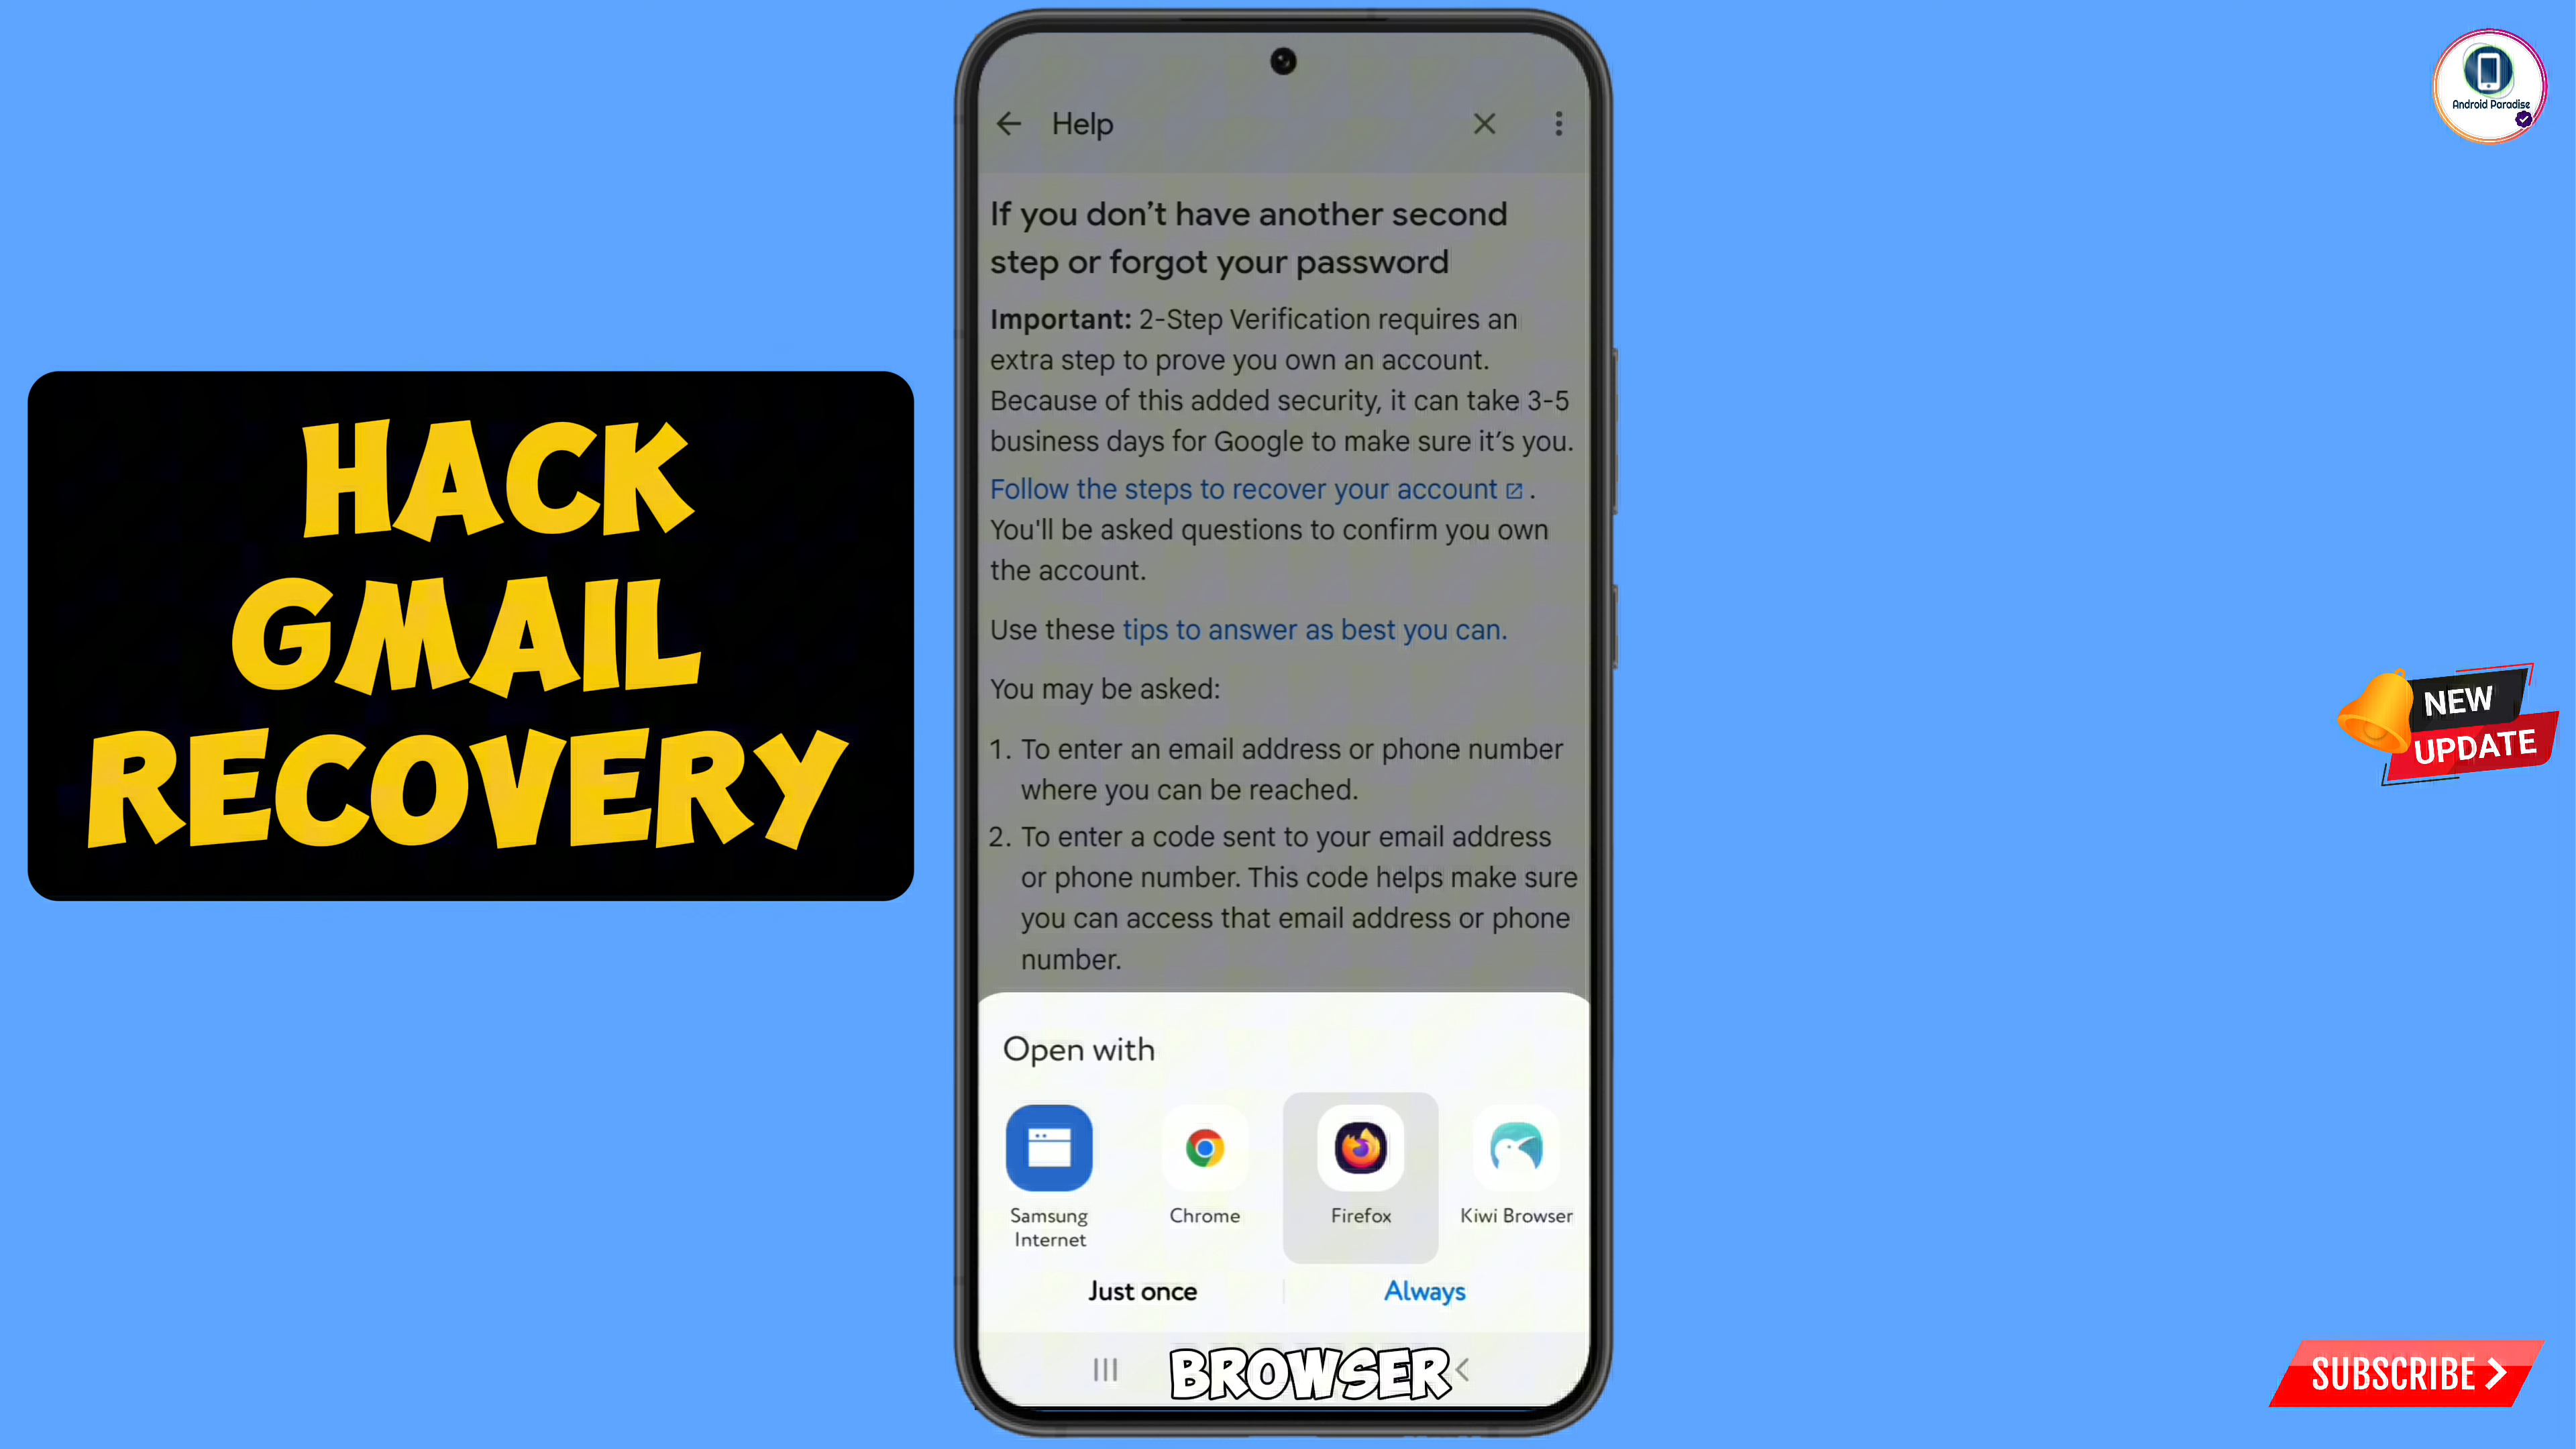 Android Paradise
HACK
GMAIL
RECOVERY
Help
If you don't have another second
step or forgot your password
Important: 2-Step Verification requires an
extra step to prove you own an account.
Because of this added security, it can take 3-5
business days for Google to make sure it's you.
Follow the steps to recover your account .
You'll be asked questions to confirm you own
the account.
Use these tips to answer as best you can.
You may be asked:
1. To enter an email address or phone number
where you can be reached.
2. To enter a code sent to your email address
or phone number. This code helps make sure
you can access that email address or phone
number.
Open with
Samsung
Internet
Chrome
Firefox
Kiwi Browser
Just once
Always
BROWSER
NEW
UPDATE
SUBSCRIBE